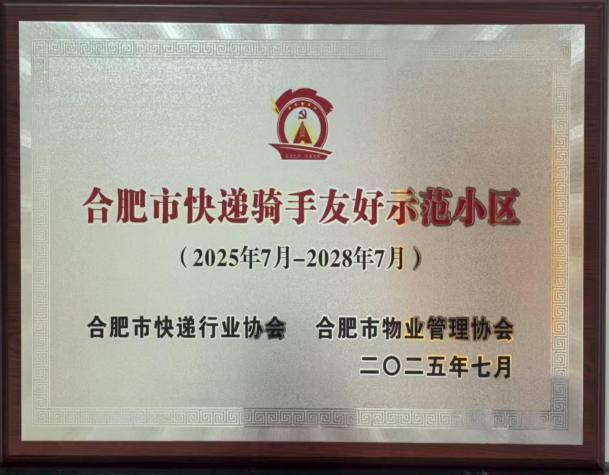 合肥市快递骑手友好示范小区
（2025年7月-2028年7月）
合肥市快递行业协会 合肥市物业管理协会
二〇二五年七月